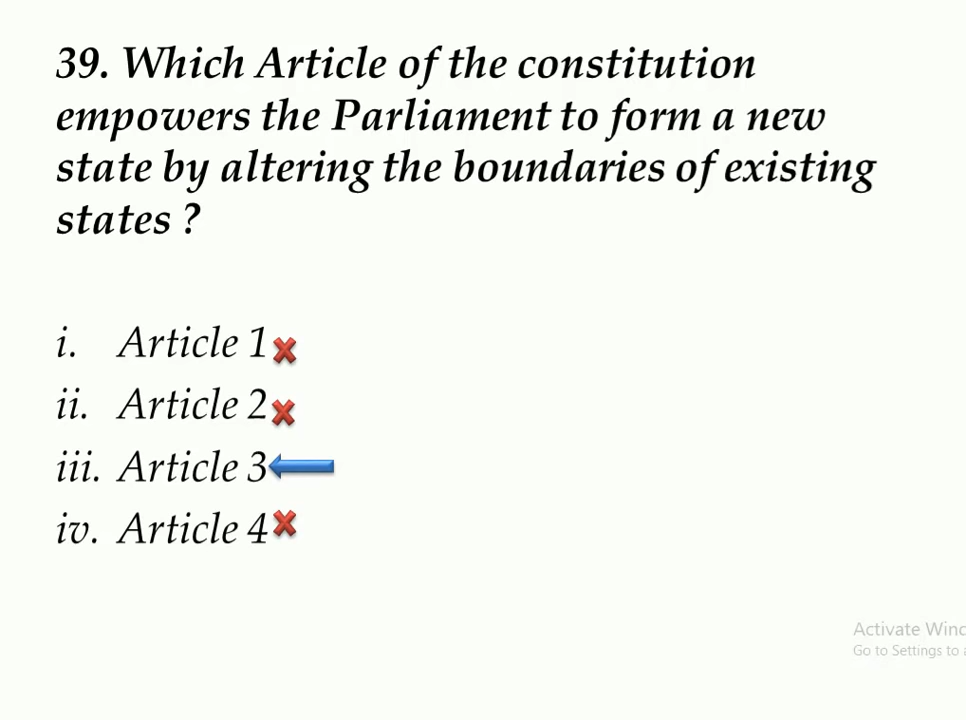 39. Which Article of the constitution
empowers the Parliament to form a new
state by altering the boundaries of existing
states ?
i. Article 1
ii. Article 2
iii. Article 3
iv. Article 4
Activate Wind
Go to Settings to a